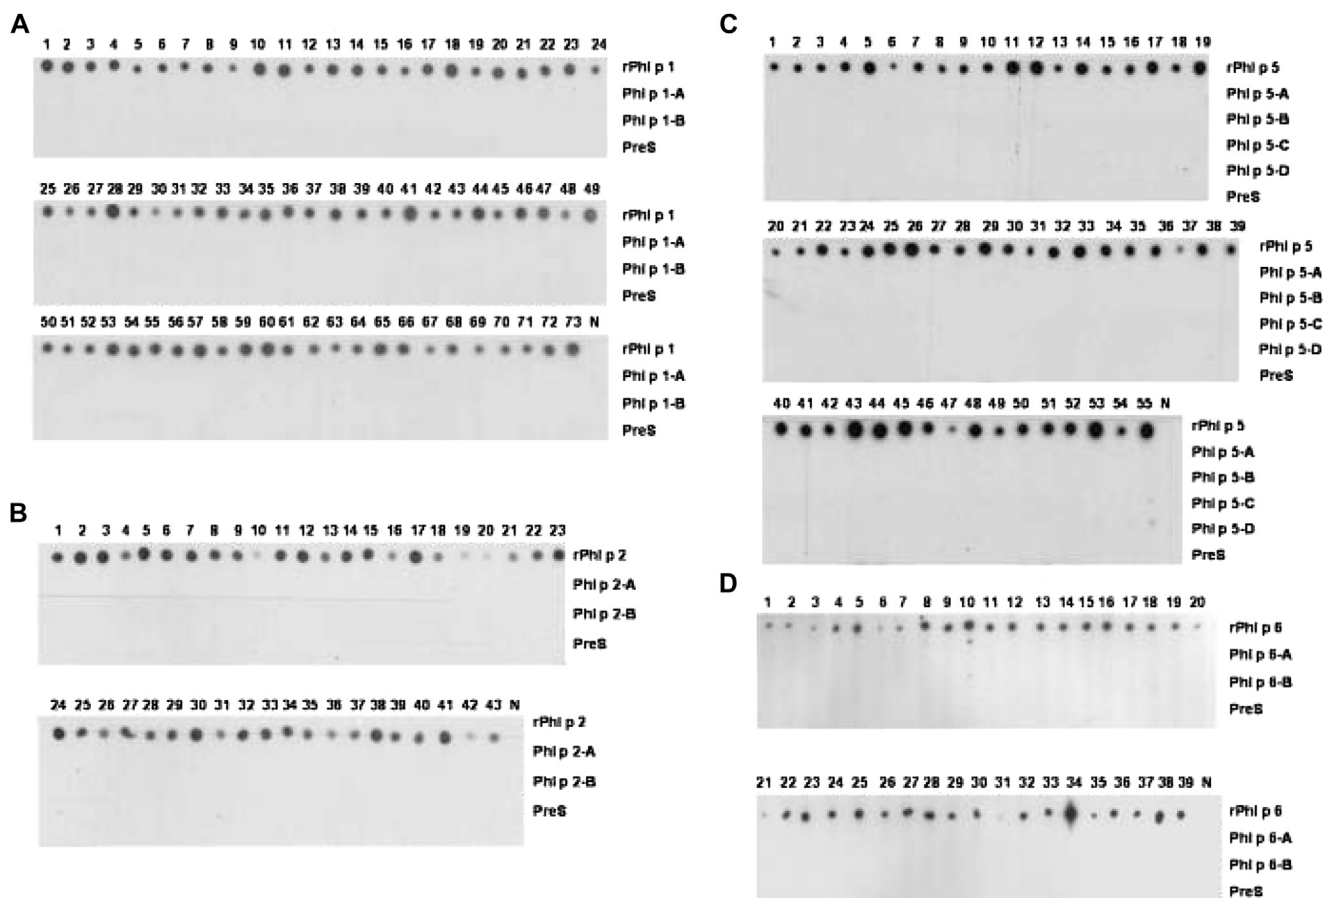 A
1 2 3 4 5 6 7 8 9 10 11 12 13 14 15 16 17 18 19 20 21 22 23 24
rPhl p 1
Phl p 1-A
Phl p 1-B
PreS
25 26 27 28 29 30 31 32 33 34 35 36 37 38 39 40 41 42 43 44 45 46 47 48 49
rPhl p 1
Phl p 1-A
Phl p 1-B
PreS
50 51 52 53 54 55 56 57 58 59 60 61 62 63 64 65 66 67 68 69 70 71 72 73 N
rPhl p 1
Phl p 1-A
Phl p 1-B
PreS
B
1 2 3 4 5 6 7 8 9 10 11 12 13 14 15 16 17 18 19 20 21 22 23
rPhl p 2
Phl p 2-A
Phl p 2-B
PreS
24 25 26 27 28 29 30 31 32 33 34 35 36 37 38 39 40 41 42 43 N
rPhl p 2
Phl p 2-A
Phl p 2-B
PreS
C
1 2 3 4 5 6 7 8 9 10 11 12 13 14 15 16 17 18 19
rPhl p 5
Phl p 5-A
Phl p 5-B
Phl p 5-C
Phl p 5-D
PreS
20 21 22 23 24 25 26 27 28 29 30 31 32 33 34 35 36 37 38 39
rPhl p 5
Phl p 5-A
Phl p 5-B
Phl p 5-C
Phl p 5-D
PreS
40 41 42 43 44 45 46 47 48 49 50 51 52 53 54 55 N
rPhl p 5
Phl p 5-A
Phl p 5-B
Phl p 5-C
Phl p 5-D
PreS
D
1 2 3 4 5 6 7 8 9 10 11 12 13 14 15 16 17 18 19 20
rPhl p 6
Phl p 6-A
Phl p 6-B
PreS
21 22 23 24 25 26 27 28 29 30 31 32 33 34 35 36 37 38 39 N
rPhl p 6
Phl p 6-A
Phl p 6-B
PreS